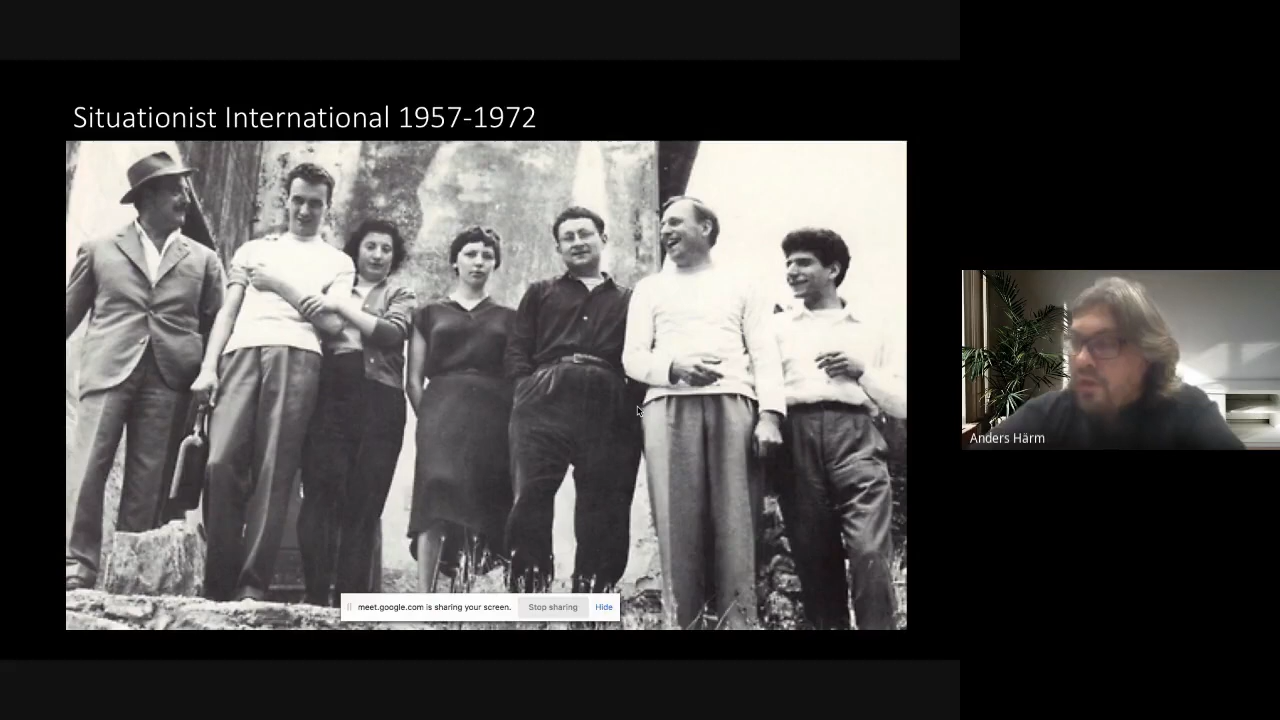 Situationist International 1957-1972
meet.google.com is sharing your screen. Stop sharing Hide
Anders Härm